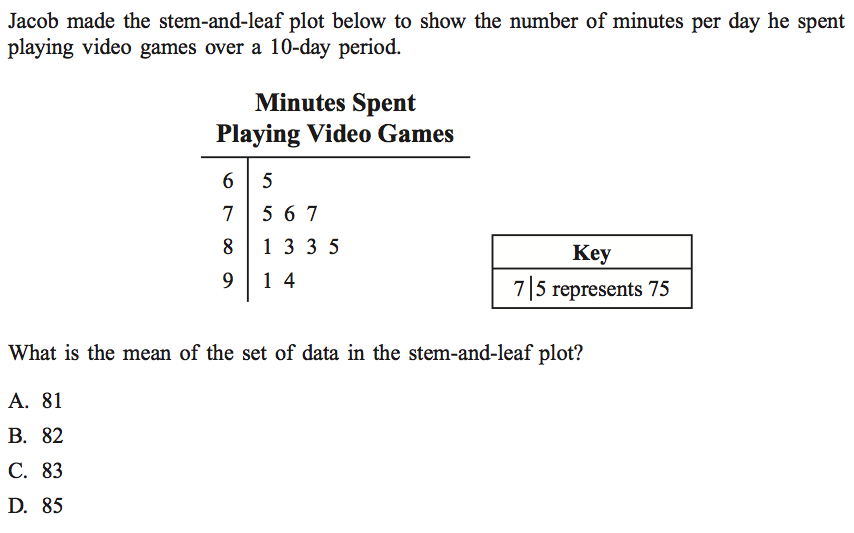 Jacob made the stem-and-leaf plot below to show the number of minutes per day he spent
playing video games over a 10-day period.
Minutes Spent
Playing Video Games
6 5
7 5 6 7
8 1 3 3 5
9 1 4
Key
7|5 represents 75
What is the mean of the set of data in the stem-and-leaf plot?
A. 81
B. 82
C. 83
D. 85